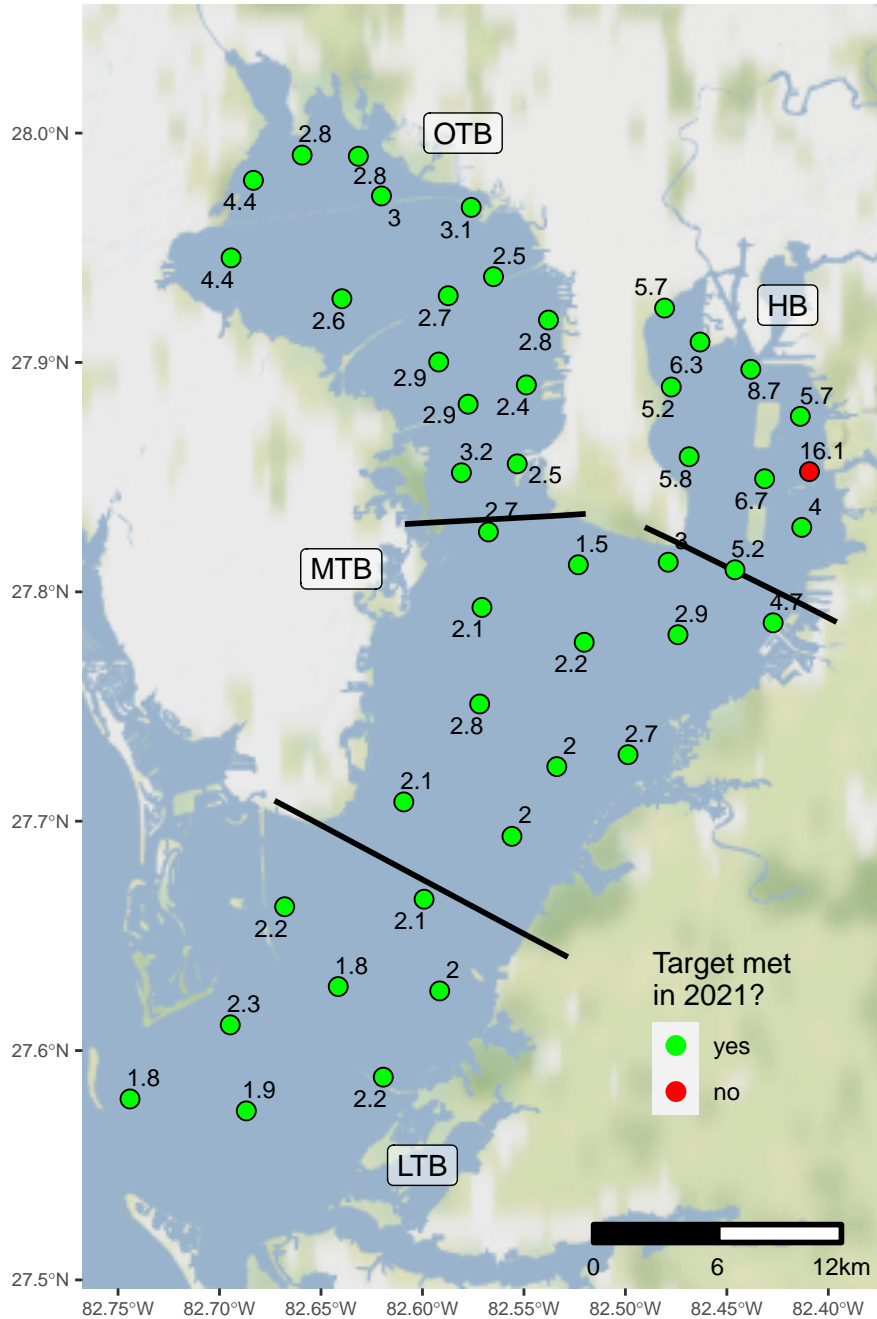 28.0°N
27.9°N
27.8°N
27.7°N
27.6°N
27.5°N
2.8
OTB
2.8
4.4
3
3.1
2.5
4.4
2.6
2.7
2.8
5.7
HB
2.9
6.3
8.7
5.7
2.4
5.2
2.9
3.2
2.5
5.8
16.1
6.7
4
2.7
1.5
3
5.2
MTB
2.1
2.2
2.9
4.7
2.8
2
2.7
2.1
2
2.2
2.1
1.8
2
2.3
1.8
1.9
2.2
LTB
Target met
in 2021?
yes
no
0 6 12km
82.75°W 82.70°W 82.65°W 82.60°W 82.55°W 82.50°W 82.45°W 82.40°W